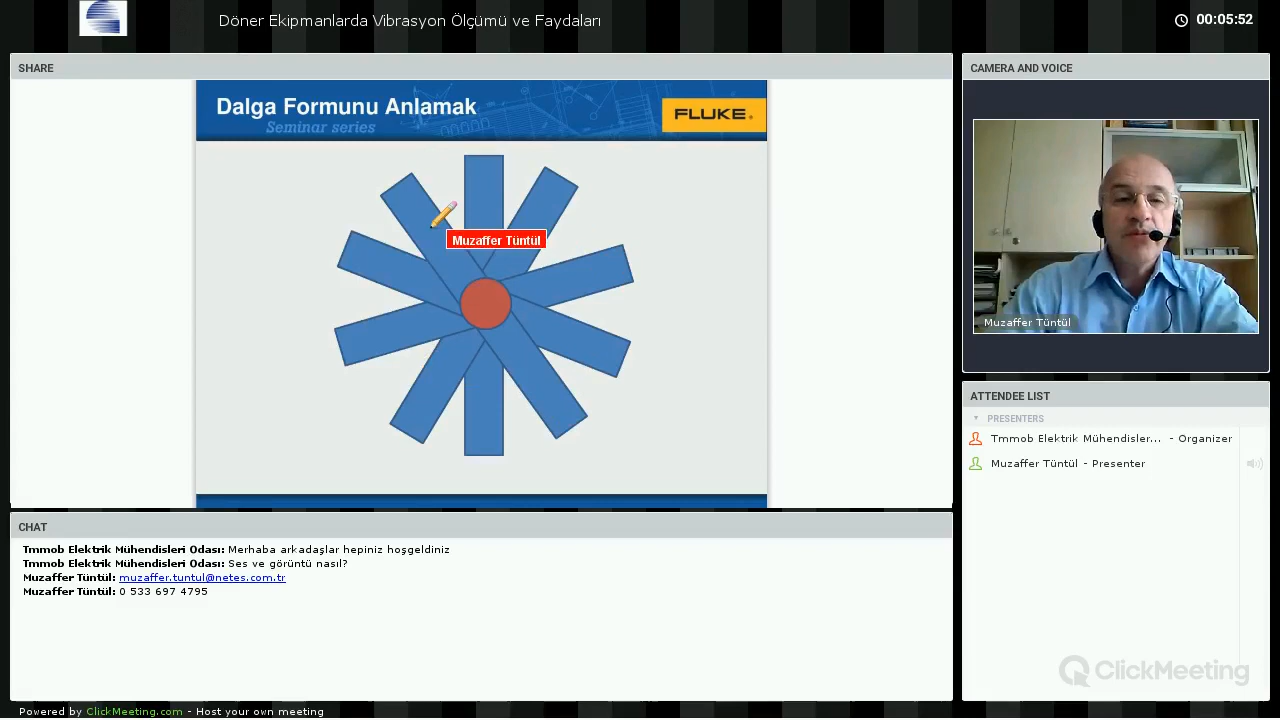 Döner Ekipmanlarda Vibrasyon Ölçümü ve Faydaları
00:05:52
SHARE
Dalga Formunu Anlamak
Seminar series
FLUKE®
Muzaffer Tüntül
CAMERA AND VOICE
Muzaffer Tüntül
ATTENDEE LIST
PRESENTERS
Tmmob Elektrik Mühendisler... - Organizer
Muzaffer Tüntül - Presenter
CHAT
Tmmob Elektrik Mühendisleri Odası: Merhaba arkadaşlar hepiniz hoşgeldiniz
Tmmob Elektrik Mühendisleri Odası: Ses ve görüntü nasıl?
Muzaffer Tüntül: muzaffer.tuntul@netes.com.tr
Muzaffer Tüntül: 0 533 697 4795
ClickMeeting
Powered by ClickMeeting.com - Host your own meeting